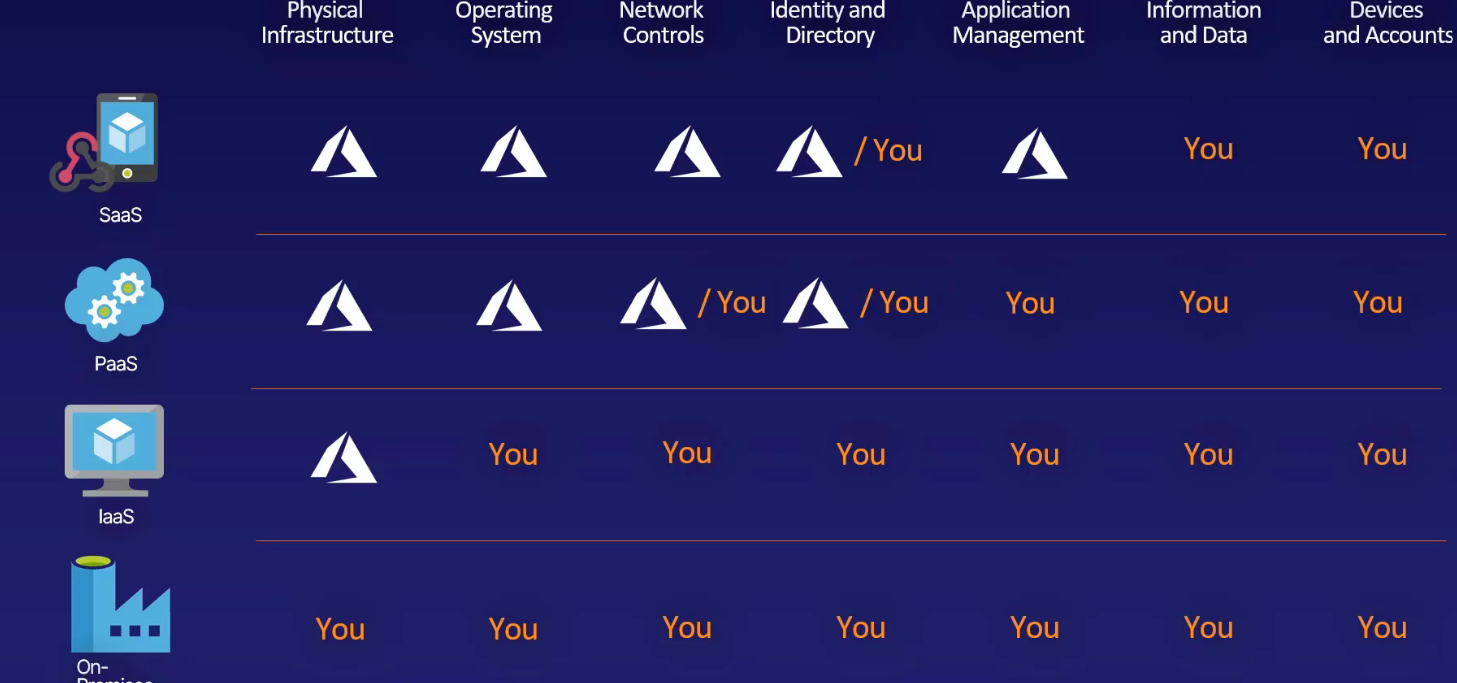 Physical Infrastructure
Operating System
Network Controls
Identity and Directory
Application Management
Information and Data
Devices and Accounts
SaaS
/ You
You
You
PaaS
/ You
/ You
You
You
You
IaaS
You
You
You
You
You
You
On-
Premises
You
You
You
You
You
You
You